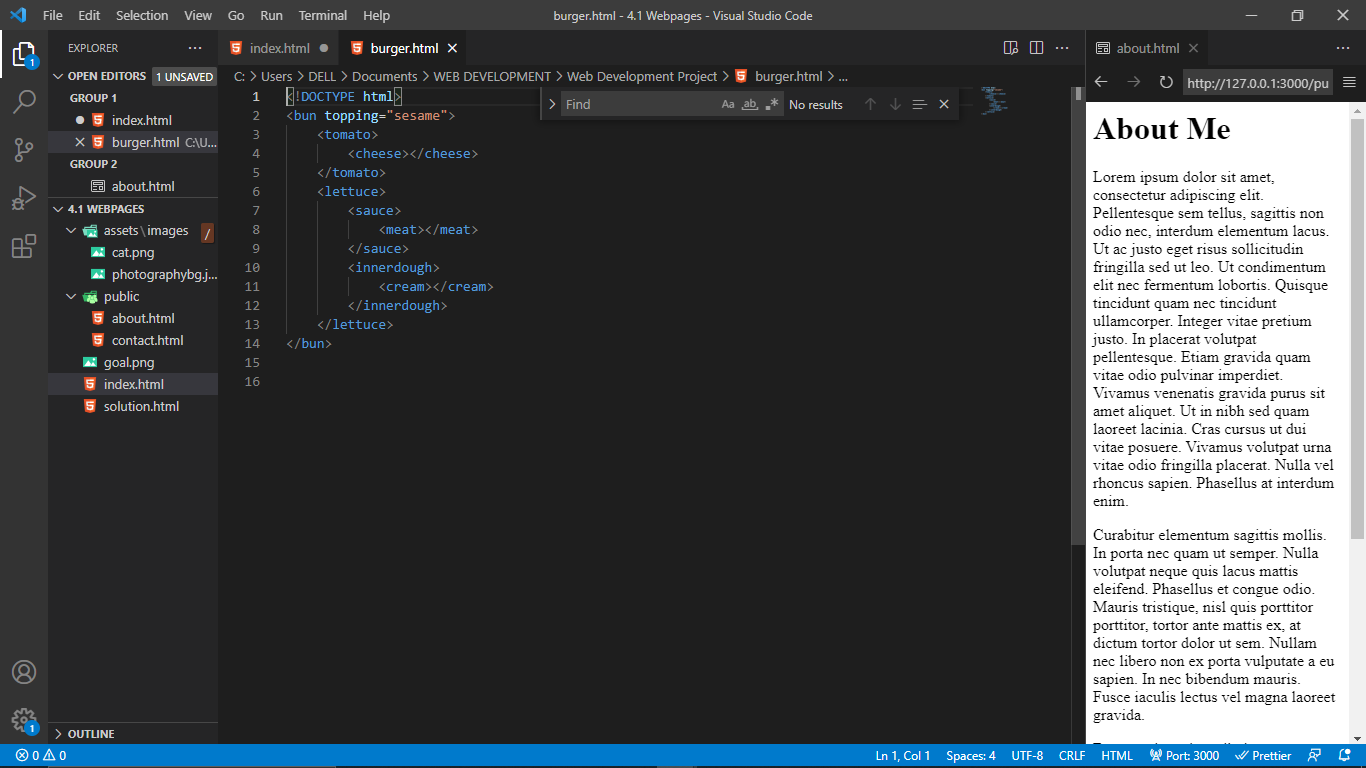 File Edit Selection View Go Run Terminal Help burger.html - 4.1 Webpages - Visual Studio Code
EXPLORER
OPEN EDITORS 1 UNSAVED
GROUP 1
index.html
burger.html C:\U...
GROUP 2
about.html
4.1 WEBPAGES
assets\images /
cat.png
photographybg.j...
public
about.html
contact.html
goal.png
index.html
solution.html
OUTLINE
1
1
index.html burger.html
C: > Users > DELL > Documents > WEB DEVELOPMENT > Web Development Project > burger.html > ...
Find Aa ab .* No results
1 <!DOCTYPE html>
2 <bun topping="sesame">
3 <tomato>
4 <cheese></cheese>
5 </tomato>
6 <lettuce>
7 <sauce>
8 <meat></meat>
9 </sauce>
10 <innerdough>
11 <cream></cream>
12 </innerdough>
13 </lettuce>
14 </bun>
15
16
about.html
http://127.0.0.1:3000/pu
About Me
Lorem ipsum dolor sit amet,
consectetur adipiscing elit.
Pellentesque sem tellus, sagittis non
odio nec, interdum elementum lacus.
Ut ac justo eget risus sollicitudin
fringilla sed ut leo. Ut condimentum
elit nec fermentum lobortis. Quisque
tincidunt quam nec tincidunt
ullamcorper. Integer vitae pretium
justo. In placerat volutpat
pellentesque. Etiam gravida quam
vitae odio pulvinar imperdiet.
Vivamus venenatis gravida purus sit
amet aliquet. Ut in nibh sed quam
laoreet lacinia. Cras cursus ut dui
vitae posuere. Vivamus volutpat urna
vitae odio fringilla placerat. Nulla vel
rhoncus sapien. Phasellus at interdum
enim.
Curabitur elementum sagittis mollis.
In porta nec quam ut semper. Nulla
volutpat neque quis lacus mattis
eleifend. Phasellus et congue odio.
Mauris tristique, nisl quis porttitor
porttitor, tortor ante mattis ex, at
dictum tortor dolor ut sem. Nullam
nec libero non ex porta vulputate a eu
sapien. In nec bibendum mauris.
Fusce iaculis lectus vel magna laoreet
gravida.
0 0 Ln 1, Col 1 Spaces: 4 UTF-8 CRLF HTML Port: 3000 Prettier